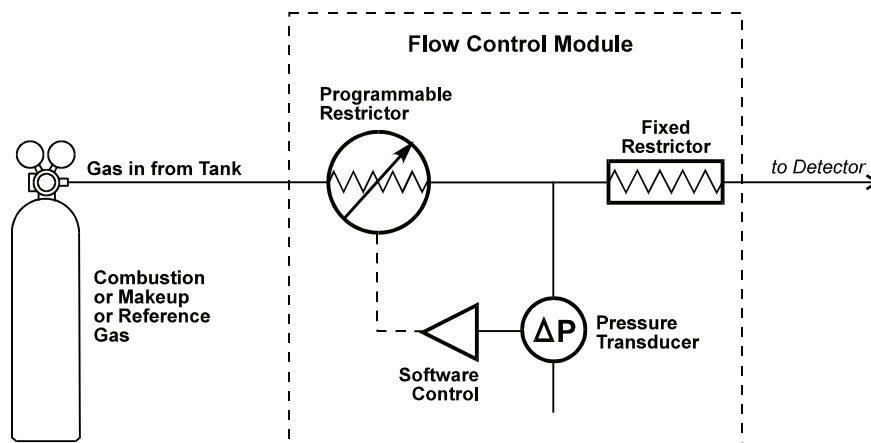 Flow Control Module
Programmable
Restrictor
Fixed
Restrictor
Gas in from Tank
to Detector
Combustion
or Makeup
or Reference
Gas
ΔP
Pressure
Transducer
Software
Control